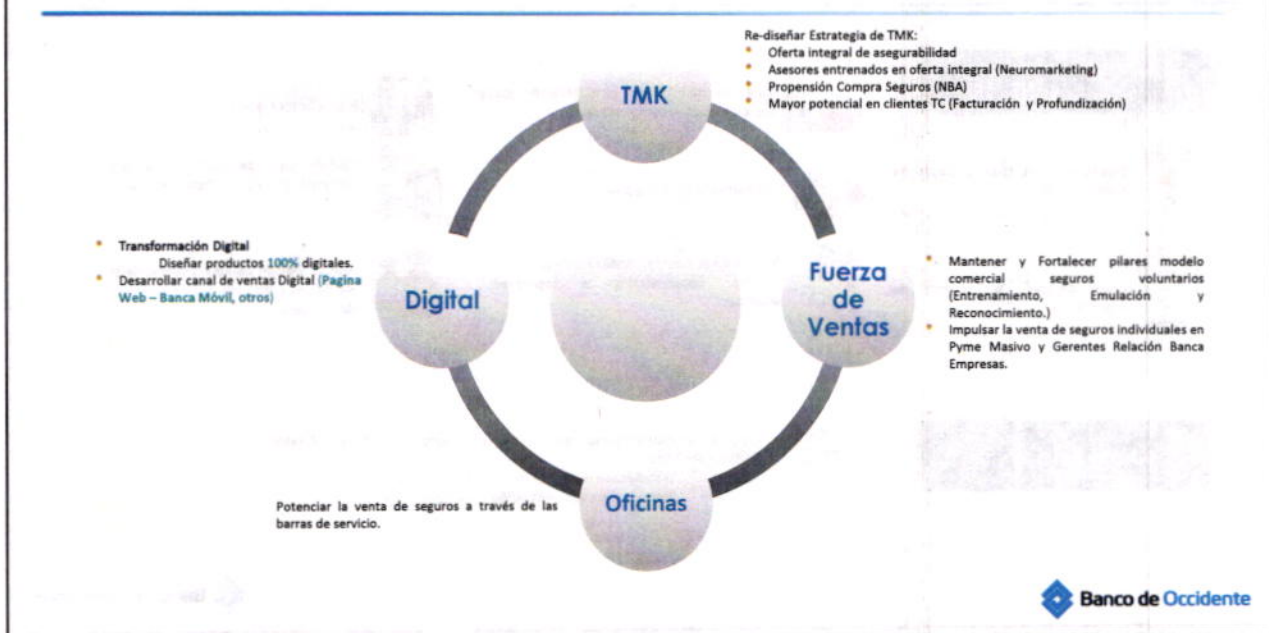 Re-diseñar Estrategia de TMK:
• Oferta integral de asegurabilidad
• Asesores entrenados en oferta integral (Neuromarketing)
• Propensión Compra Seguros (NBA)
• Mayor potencial en clientes TC (Facturación y Profundización)
TMK
• Transformación Digital
Diseñar productos 100% digitales.
• Desarrollar canal de ventas Digital (Pagina
Web – Banca Móvil, otros)
Digital
Fuerza
de
Ventas
• Mantener y Fortalecer pilares modelo
comercial seguros voluntarios
(Entrenamiento, Emulación y
Reconocimiento.)
• Impulsar la venta de seguros individuales en
Pyme Masivo y Gerentes Relación Banca
Empresas.
Potenciar la venta de seguros a través de las
barras de servicio.
Oficinas
Banco de Occidente